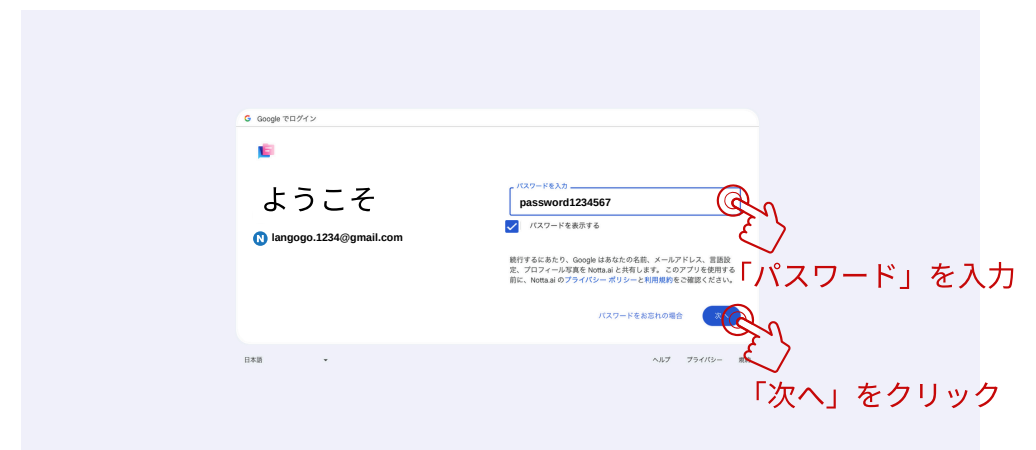 Google でログイン
ようこそ
N langogo.1234@gmail.com
パスワードを入力
password1234567
パスワードを表示する
続行するにあたり、Google はあなたの名前、メールアドレス、言語設
定、プロフィール写真を Notta.ai と共有します。このアプリを使用する
前に、Notta.ai のプライバシー ポリシーと利用規約をご確認ください。
「パスワード」を入力
パスワードをお忘れの場合
次へ
日本語
ヘルプ プライバシー 規約
「次へ」をクリック